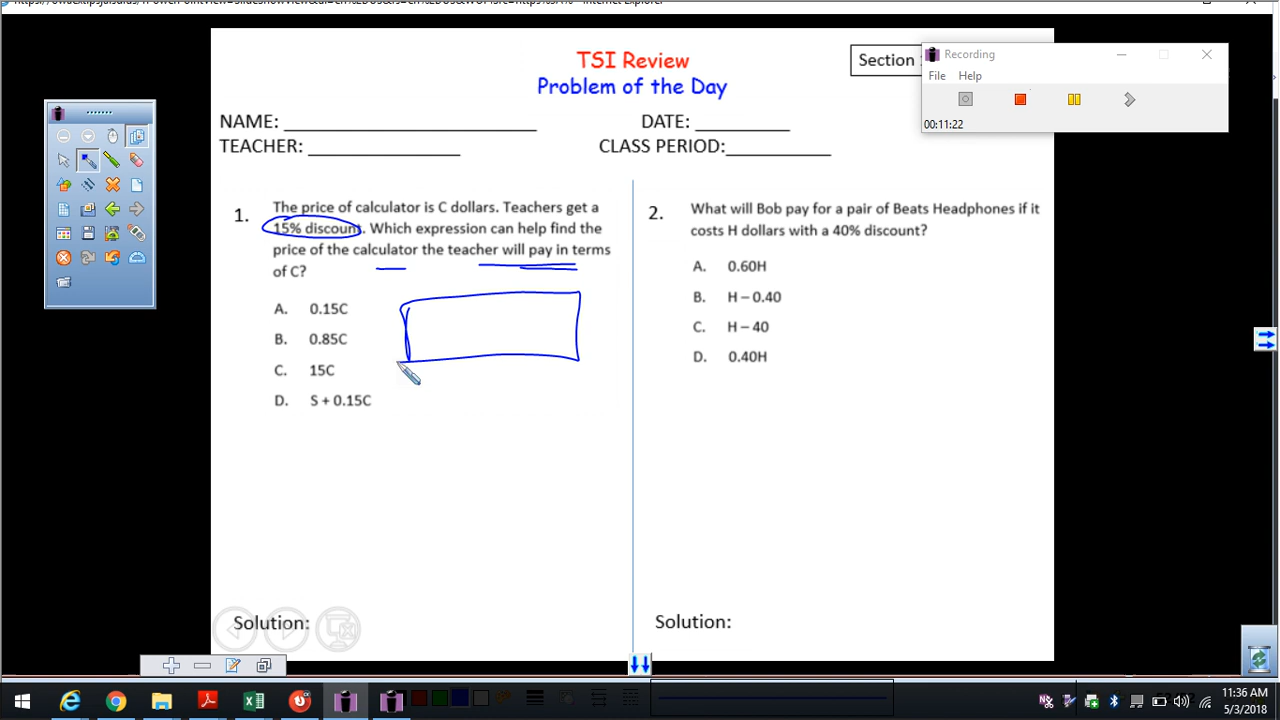 TSI Review
Problem of the Day
Section
Recording
File Help
00:11:22
NAME: ____________________ DATE: __________
TEACHER: ________________ CLASS PERIOD:___________
1. The price of calculator is C dollars. Teachers get a
15% discount. Which expression can help find the
price of the calculator the teacher will pay in terms
of C?
A. 0.15C
B. 0.85C
C. 15C
D. S + 0.15C
Solution:
2. What will Bob pay for a pair of Beats Headphones if it
costs H dollars with a 40% discount?
A. 0.60H
B. H – 0.40
C. H – 40
D. 0.40H
Solution:
11:36 AM
5/3/2018